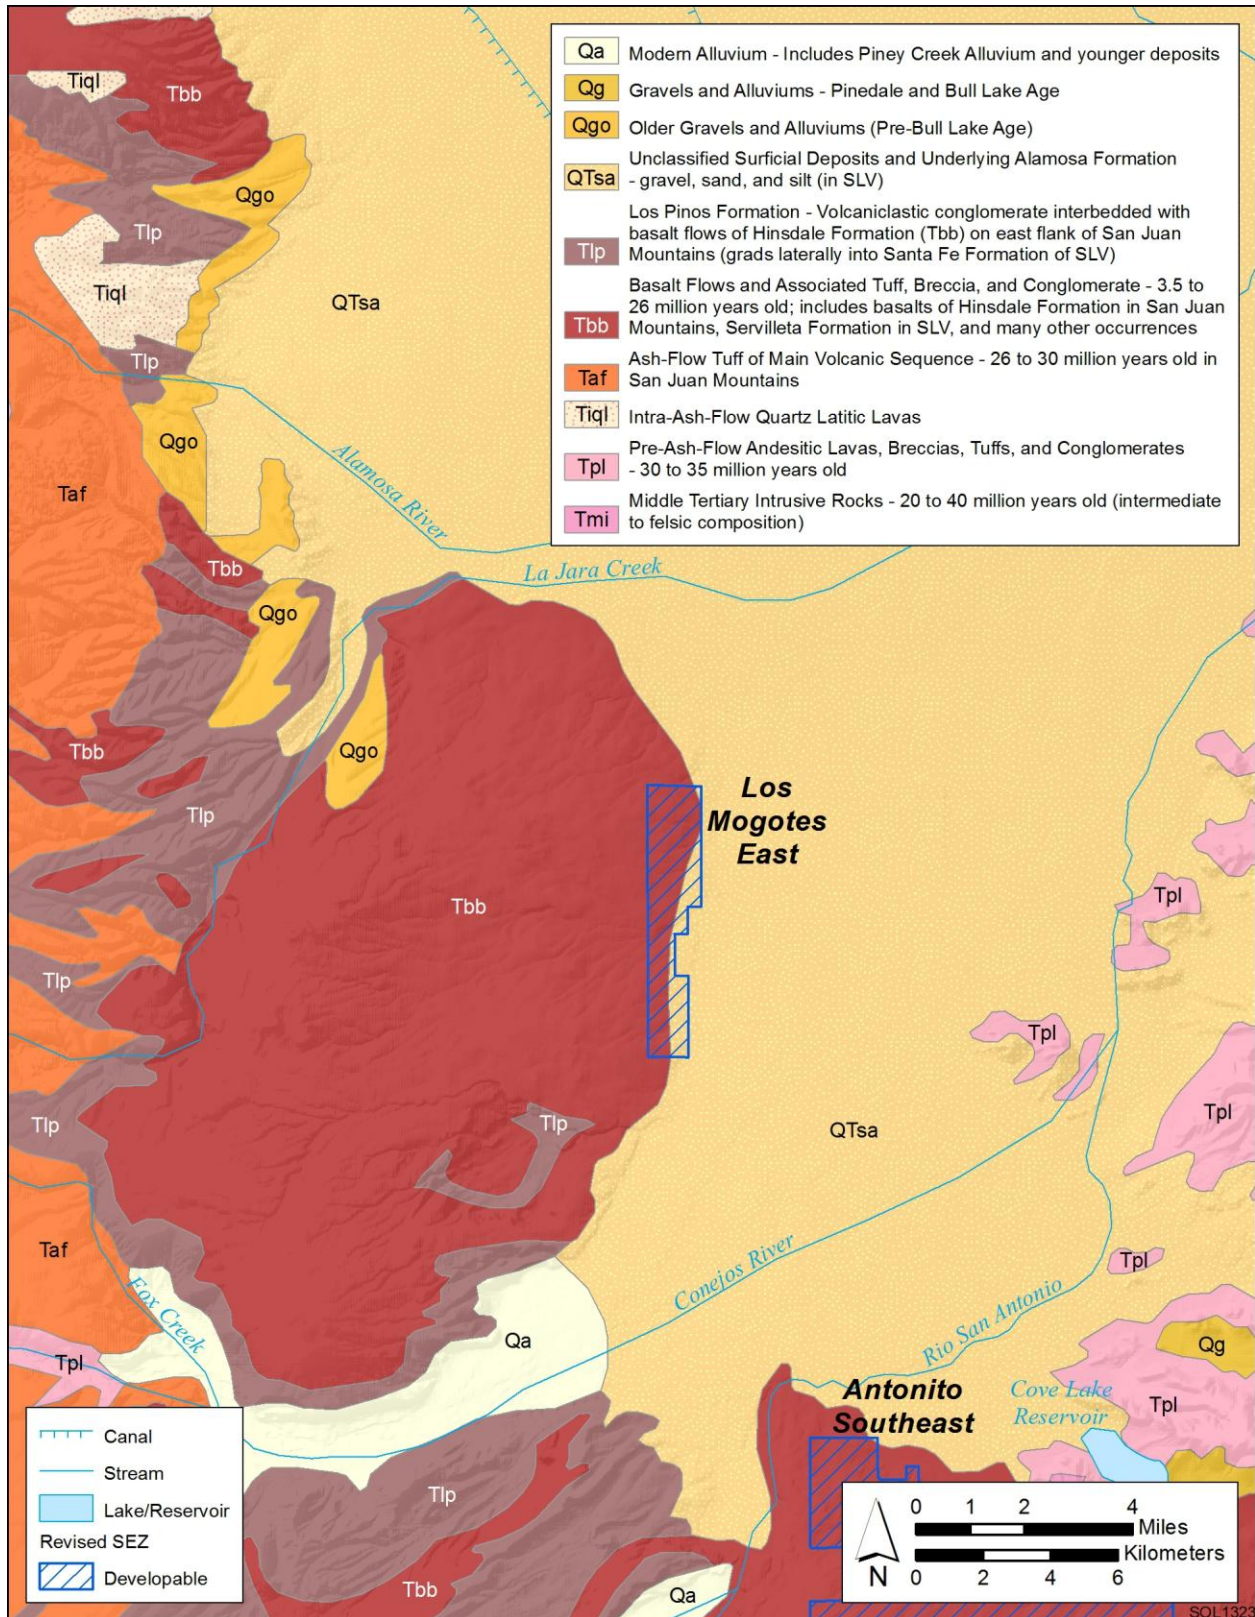 Qa Modern Alluvium - Includes Piney Creek Alluvium and younger deposits
Qg Gravels and Alluviums - Pinedale and Bull Lake Age
Qgo Older Gravels and Alluviums (Pre-Bull Lake Age)
Unclassified Surficial Deposits and Underlying Alamosa Formation
QTsa - gravel, sand, and silt (in SLV)
Los Pinos Formation - Volcaniclastic conglomerate interbedded with
basalt flows of Hinsdale Formation (Tbb) on east flank of San Juan
Tlp Mountains (grads laterally into Santa Fe Formation of SLV)
Basalt Flows and Associated Tuff, Breccia, and Conglomerate - 3.5 to
26 million years old; includes basalts of Hinsdale Formation in San Juan
Tbb Mountains, Servilleta Formation in SLV, and many other occurrences
Ash-Flow Tuff of Main Volcanic Sequence - 26 to 30 million years old in
Taf San Juan Mountains
Tiql Intra-Ash-Flow Quartz Latitic Lavas
Pre-Ash-Flow Andesitic Lavas, Breccias, Tuffs, and Conglomerates
Tpl - 30 to 35 million years old
Middle Tertiary Intrusive Rocks - 20 to 40 million years old (intermediate
Tmi to felsic composition)
Tiql
Tbb
Qgo
Tlp
Tiql
QTsa
Tlp
Qgo
Alamosa River
Taf
Tbb
La Jara Creek
Qgo
Tbb
Qgo
Los
Mogotes
East
Tlp
Tbb
Tpl
Tlp
Tpl
Tpl
Tlp
Tlp
QTsa
Taf
Conejos River
Tpl
Fox Creek
Rio San Antonio
Qa
Qg
Tpl
Antonito
Southeast
Cove Lake
Reservoir
Tpl
Tlp
Tbb
Qa
Canal
Stream
Lake/Reservoir
Revised SEZ
Developable
N
0 1 2 4
Miles
Kilometers
0 2 4 6
SOL1323